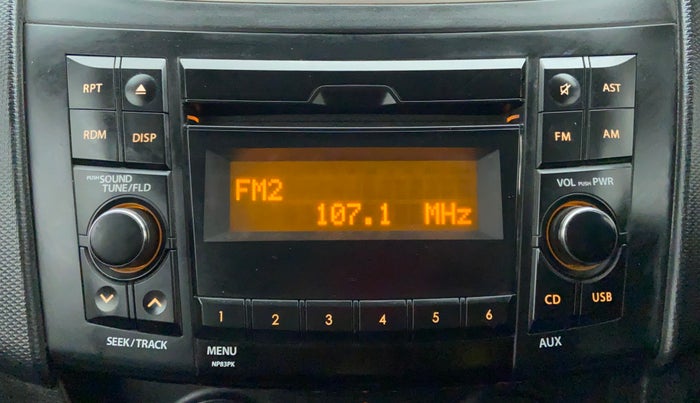 RPT
RDM
DISP
PUSH SOUND
TUNE/FLD
SEEK/TRACK
FM2
107.1 MHz
1 2 3 4 5 6
MENU
NP83PK
AST
FM
AM
VOL PUSH PWR
CD
USB
AUX